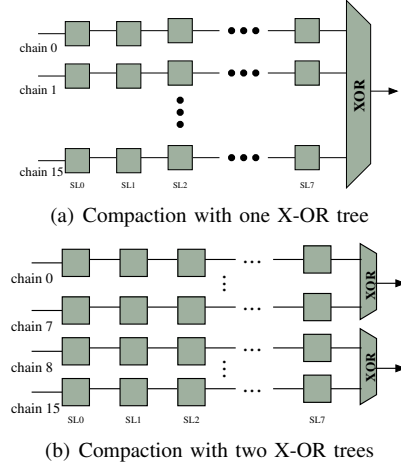 chain 0
chain 1
XOR
chain 15
SL0 SL1 SL2 SL7
(a) Compaction with one X-OR tree
chain 0
XOR
chain 7
chain 8
XOR
chain 15
SL0 SL1 SL2 SL7
(b) Compaction with two X-OR trees